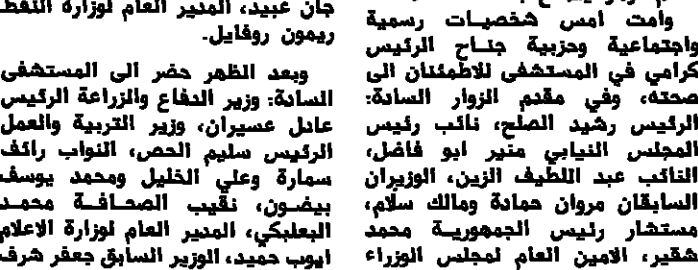 وامت امس شخصيات رسمية
واجتماعية وحزبية جناح الرئيس
كرامي في المستشفى للاطمئنان الى
صحته، وفي مقدم الزوار السادة:
الرئيس رشيد الصلح، نائب رئيس
المجلس النيابي منير ابو فاضل،
النائب عبد اللطيف الزين، الوزيران
السابقان مروان حمادة ومالك سلام،
مستشار رئيس الجمهورية محمد
شقير، الامين العام لمجلس الوزراء
جان عبيد، المدير العام لوزارة النفط
ريمون روفايل.
وبعد الظهر حضر الى المستشفى
السادة: وزير الدفاع والزراعة الرئيس
عادل عسيران، وزير التربية والعمل
الرئيس سليم الحص، النواب رائف
سمارة وعلي الخليل ومحمد يوسف
بيضون، نقيب الصحافة محمد
البعلبكي، المدير العام لوزارة الاعلام
ايوب حميد، الوزير السابق جعفر شرف